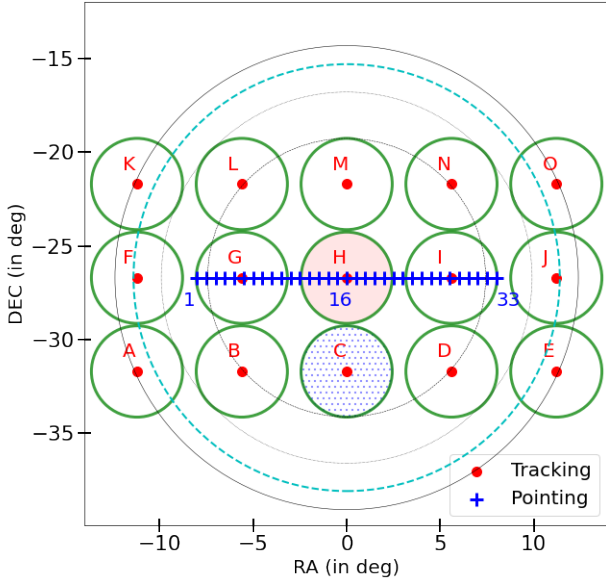 −15
−20
−25
−30
−35
DEC (in deg)
K L M N O
F G H I J
1 16 33
A B C D E
Tracking
Pointing
−10 −5 0 5 10
RA (in deg)